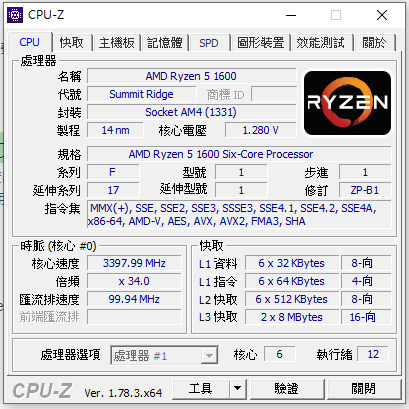 CPU-Z
CPU 快取 主機板 記憶體 SPD 圖形裝置 效能測試 關於
處理器
名稱 AMD Ryzen 5 1600
代號 Summit Ridge 商標 ID
封裝 Socket AM4 (1331)
製程 14 nm 核心電壓 1.280 V
RYZEN
規格 AMD Ryzen 5 1600 Six-Core Processor
系列 F 型號 1 步進 1
延伸系列 17 延伸型號 1 修訂 ZP-B1
指令集 MMX(+), SSE, SSE2, SSE3, SSSE3, SSE4.1, SSE4.2, SSE4A,
x86-64, AMD-V, AES, AVX, AVX2, FMA3, SHA
時脈 (核心 #0)
核心速度 3397.99 MHz
倍頻 x 34.0
匯流排速度 99.94 MHz
前端匯流排
快取
L1 資料 6 x 32 KBytes 8-向
L1 指令 6 x 64 KBytes 4-向
L2 快取 6 x 512 KBytes 8-向
L3 快取 2 x 8 MBytes 16-向
處理器選項 處理器 #1 核心 6 執行緒 12
CPU-Z Ver. 1.78.3.x64 工具 驗證 關閉